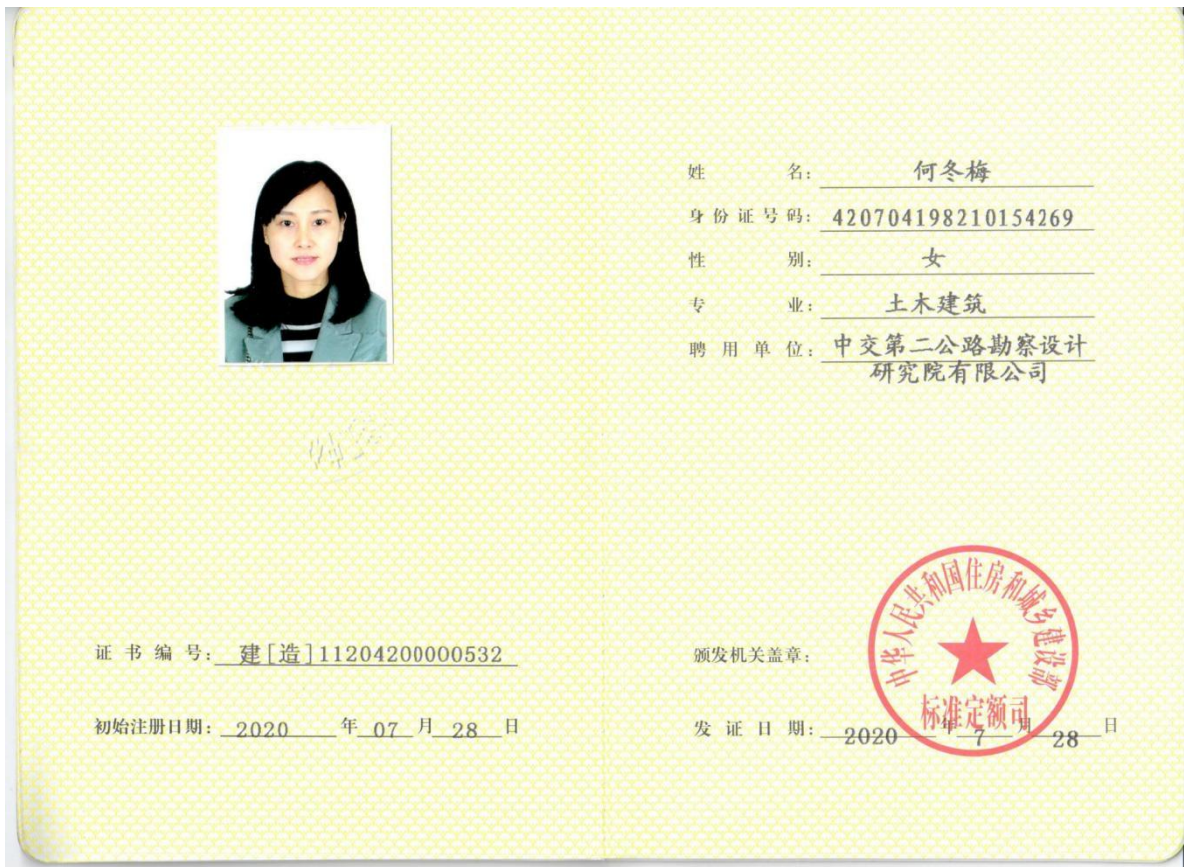 姓名：何冬梅
身份证号码：420704198210154269
性别：女
专业：土木建筑
聘用单位：中交第二公路勘察设计
研究院有限公司
证书编号：建[造]11204200000532
初始注册日期：2020年07月28日
颁发机关盖章：
中华人民共和国住房和城乡建设部
标准定额司
发证日期：2020年7月28日